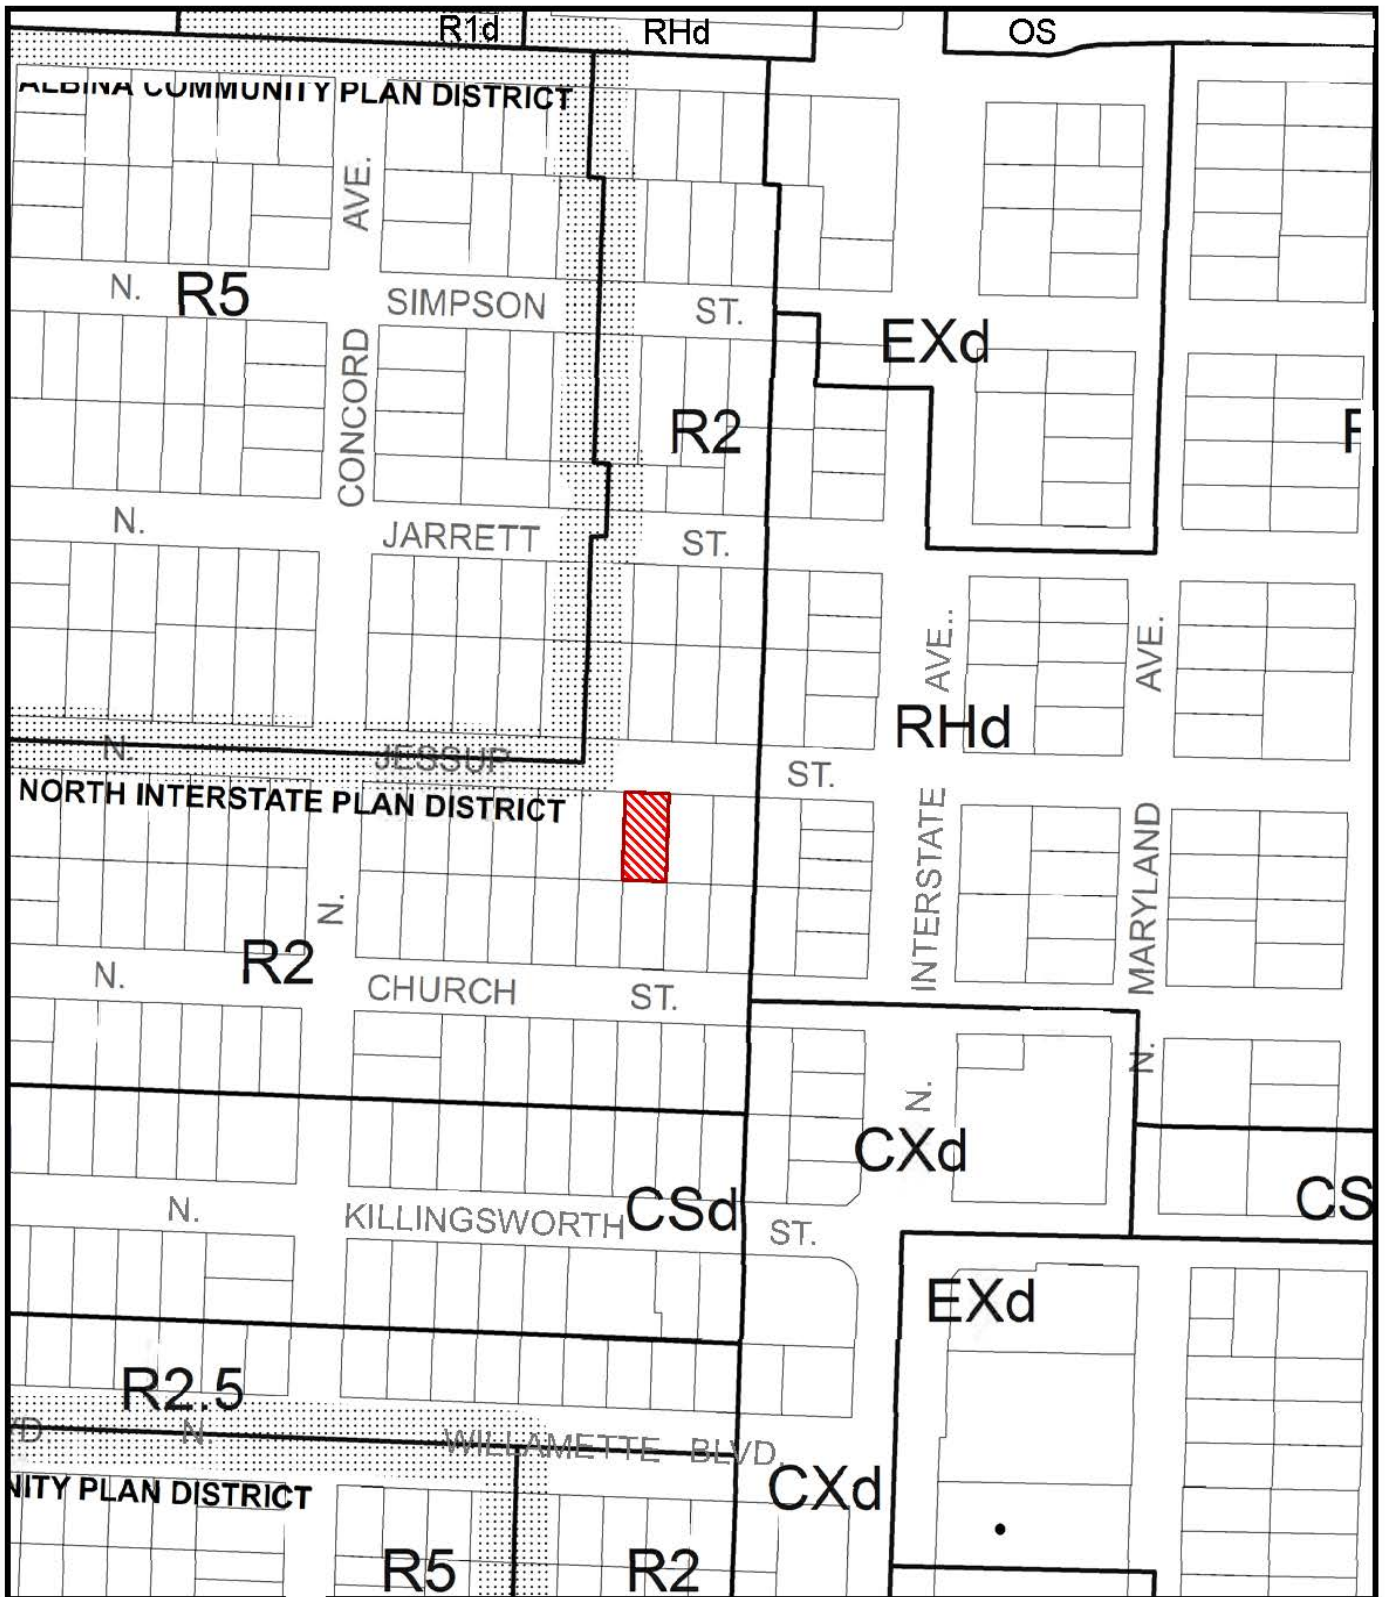 R1d
RHd
OS
ALBINA COMMUNITY PLAN DISTRICT
AVE.
N.
R5
SIMPSON
ST.
EXd
CONCORD
R2
N.
JARRETT
ST.
AVE..
AVE.
RHd
N.
JESSUP
ST.
NORTH INTERSTATE PLAN DISTRICT
INTERSTATE
MARYLAND
N.
R2
N.
CHURCH
ST.
N.
N.
CXd
CSd
CS
N.
KILLINGSWORTH
ST.
EXd
R2.5
N.
WILLAMETTE BLVD.
CXd
NITY PLAN DISTRICT
R5
R2